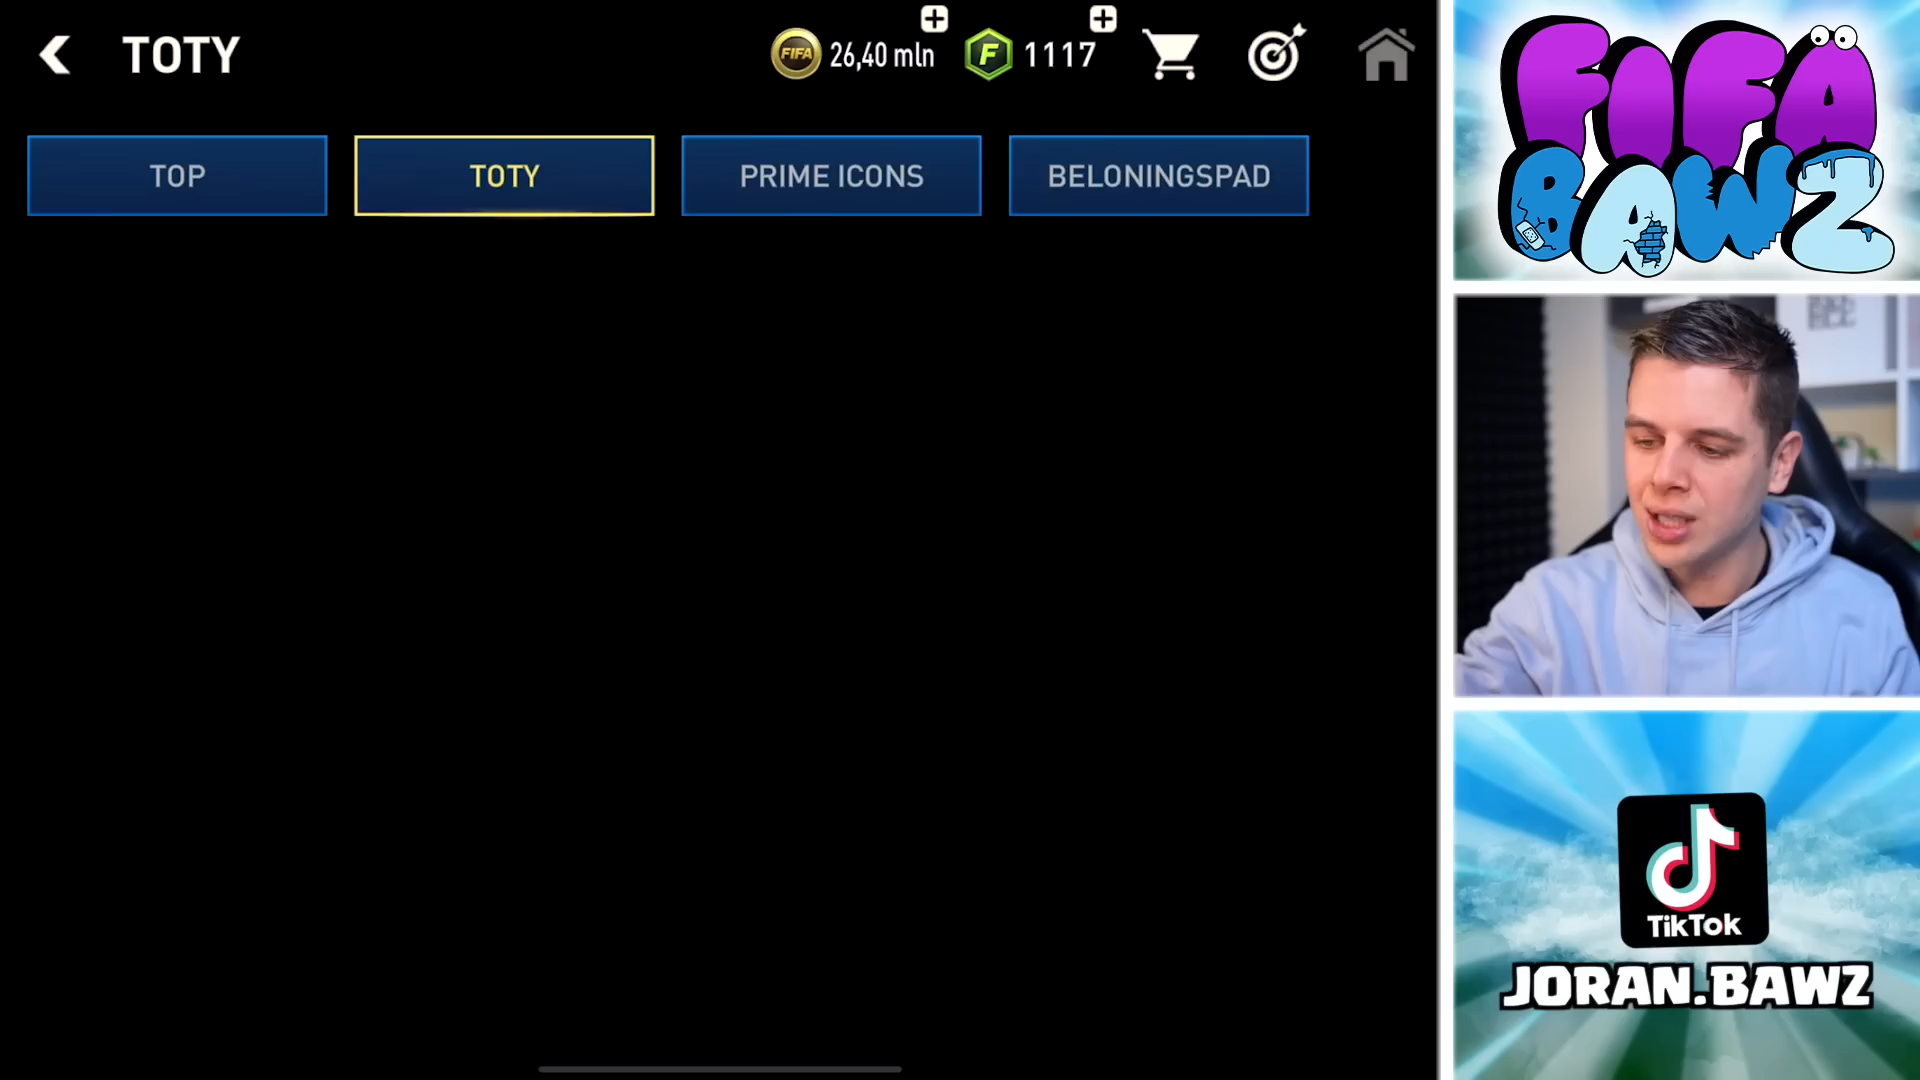 TOTY
FIFA 26,40 mln F 1117
TOP
TOTY
PRIME ICONS
BELONINGSPAD
FIFA
BAWZ
TikTok
JORAN.BAWZ